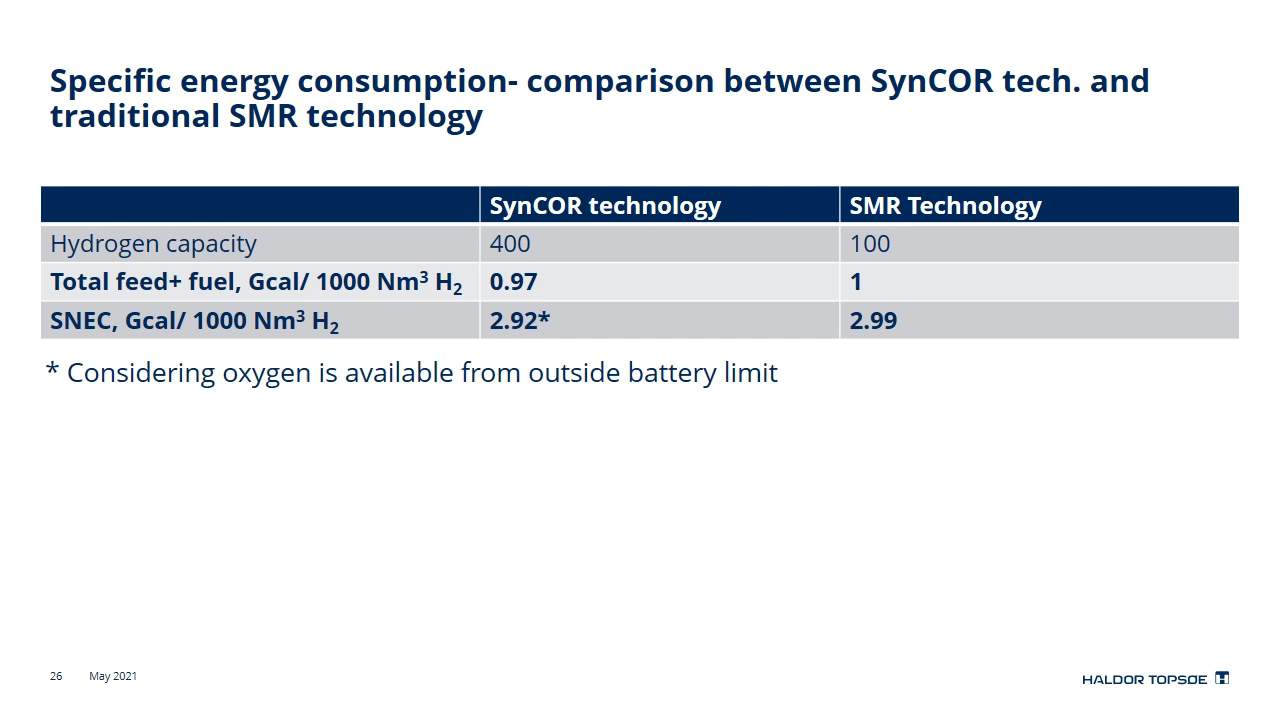 Specific energy consumption- comparison between SynCOR tech. and
traditional SMR technology
SynCOR technology SMR Technology
Hydrogen capacity 400 100
Total feed+ fuel, Gcal/ 1000 Nm³ H₂ 0.97 1
SNEC, Gcal/ 1000 Nm³ H₂ 2.92* 2.99
* Considering oxygen is available from outside battery limit
26 May 2021 HALDOR TOPSØE